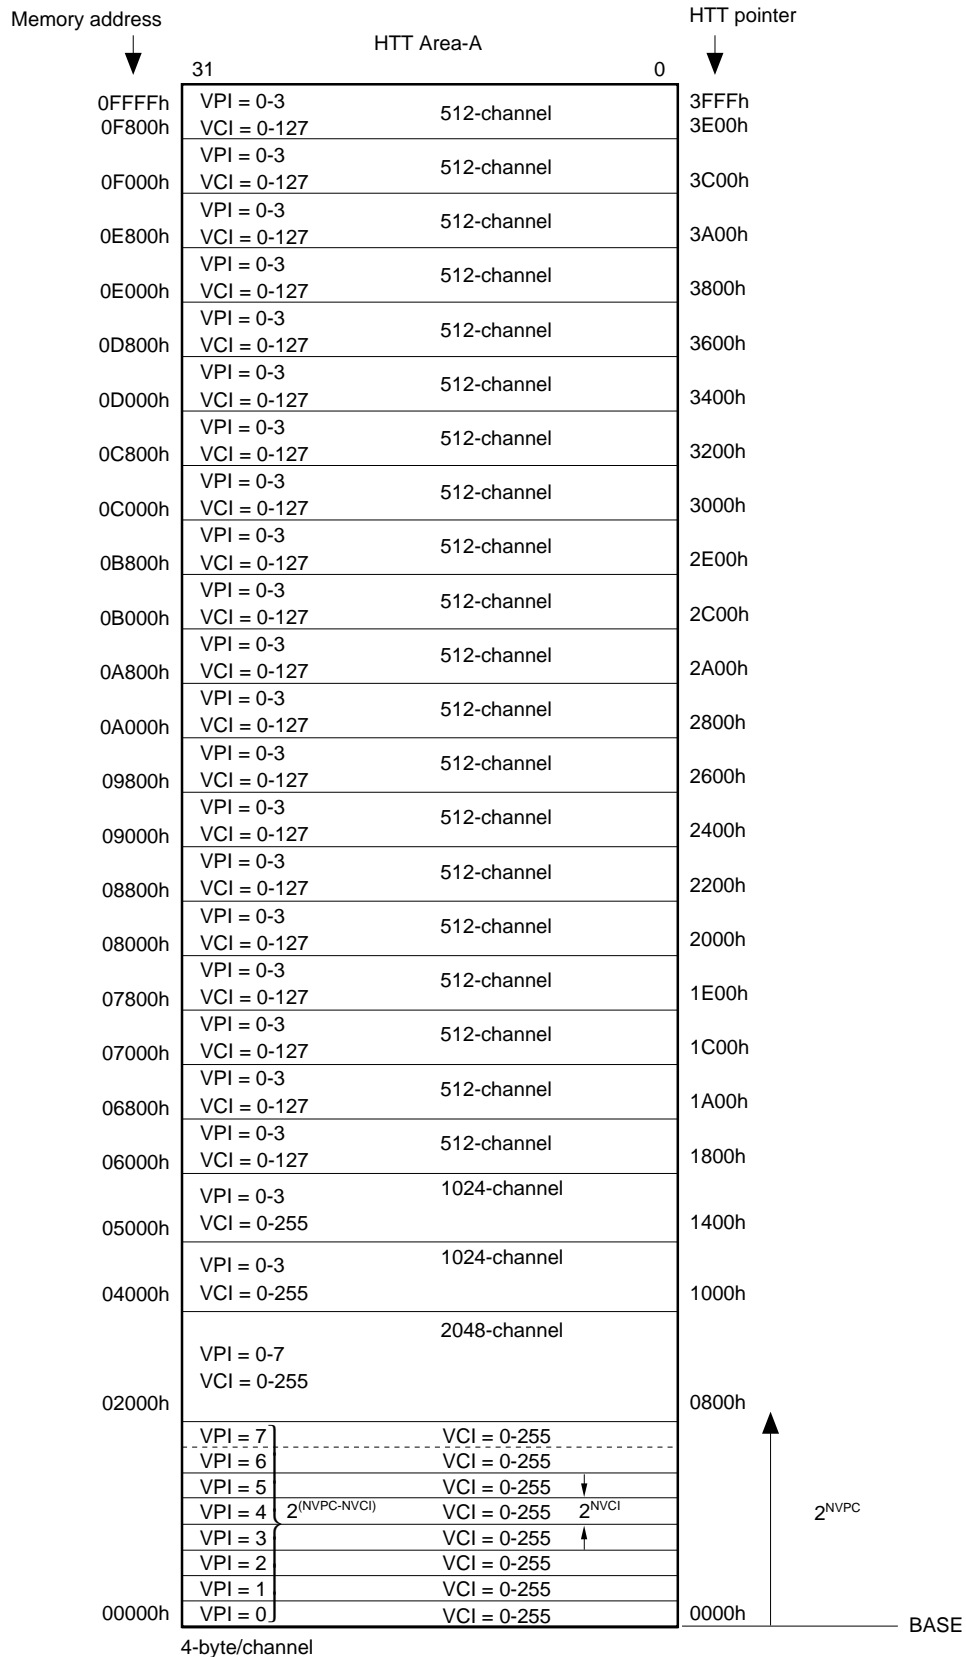 Memory address HTT pointer
HTT Area-A
31 0
0FFFFh VPI = 0-3 512-channel 3FFFh
0F800h VCI = 0-127 3E00h
VPI = 0-3 512-channel
0F000h VCI = 0-127 3C00h
VPI = 0-3 512-channel
0E800h VCI = 0-127 3A00h
VPI = 0-3 512-channel
0E000h VCI = 0-127 3800h
VPI = 0-3 512-channel
0D800h VCI = 0-127 3600h
VPI = 0-3 512-channel
0D000h VCI = 0-127 3400h
VPI = 0-3 512-channel
0C800h VCI = 0-127 3200h
VPI = 0-3 512-channel
0C000h VCI = 0-127 3000h
VPI = 0-3 512-channel
0B800h VCI = 0-127 2E00h
VPI = 0-3 512-channel
0B000h VCI = 0-127 2C00h
VPI = 0-3 512-channel
0A800h VCI = 0-127 2A00h
VPI = 0-3 512-channel
0A000h VCI = 0-127 2800h
VPI = 0-3 512-channel
09800h VCI = 0-127 2600h
VPI = 0-3 512-channel
09000h VCI = 0-127 2400h
VPI = 0-3 512-channel
08800h VCI = 0-127 2200h
VPI = 0-3 512-channel
08000h VCI = 0-127 2000h
VPI = 0-3 512-channel
07800h VCI = 0-127 1E00h
VPI = 0-3 512-channel
07000h VCI = 0-127 1C00h
VPI = 0-3 512-channel
06800h VCI = 0-127 1A00h
VPI = 0-3 512-channel
06000h VCI = 0-127 1800h
1024-channel
VPI = 0-3
05000h VCI = 0-255 1400h
1024-channel
VPI = 0-3
04000h VCI = 0-255 1000h
2048-channel
VPI = 0-7
VCI = 0-255
02000h 0800h
VPI = 7 VCI = 0-255
VPI = 6 VCI = 0-255
VPI = 5 VCI = 0-255
VPI = 4 2(NVPC-NVCI) VCI = 0-255 2NVCI 2NVPC
VPI = 3 VCI = 0-255
VPI = 2 VCI = 0-255
VPI = 1 VCI = 0-255
00000h VPI = 0 VCI = 0-255 0000h
BASE
4-byte/channel